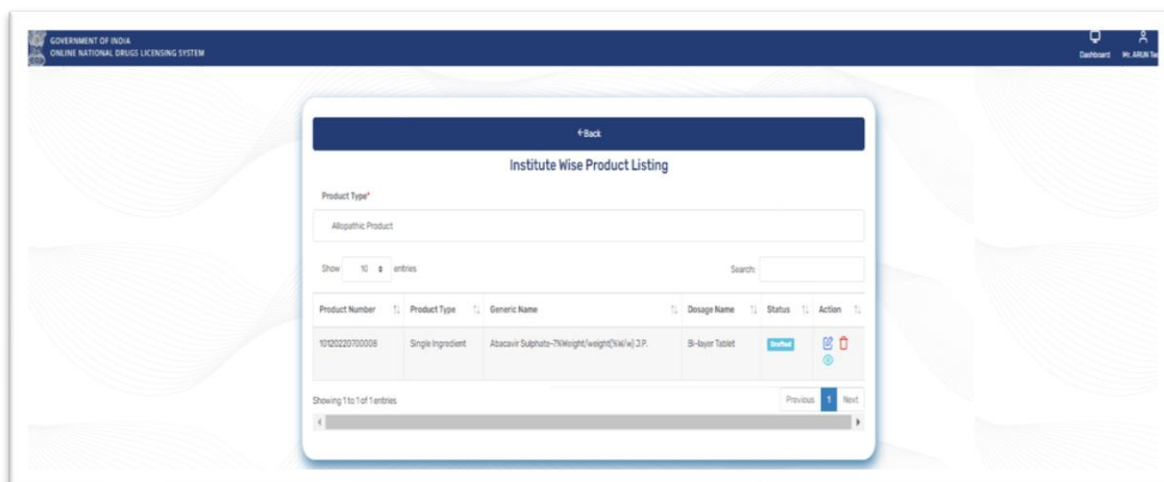 GOVERNMENT OF INDIA
ONLINE NATIONAL DRUGS LICENSING SYSTEM
Dashboard Mr. ARUN
Back
Institute Wise Product Listing
Product Type*
Allopathic Product
Show 10 entries Search:
Product Number Product Type Generic Name Dosage Name Status Action
10120220700008 Single Ingredient Abacavir Sulphate-7%Weight/weight(%W/w) J.P. Bi-layer Tablet Drafted
Showing 1 to 1 of 1 entries Previous 1 Next